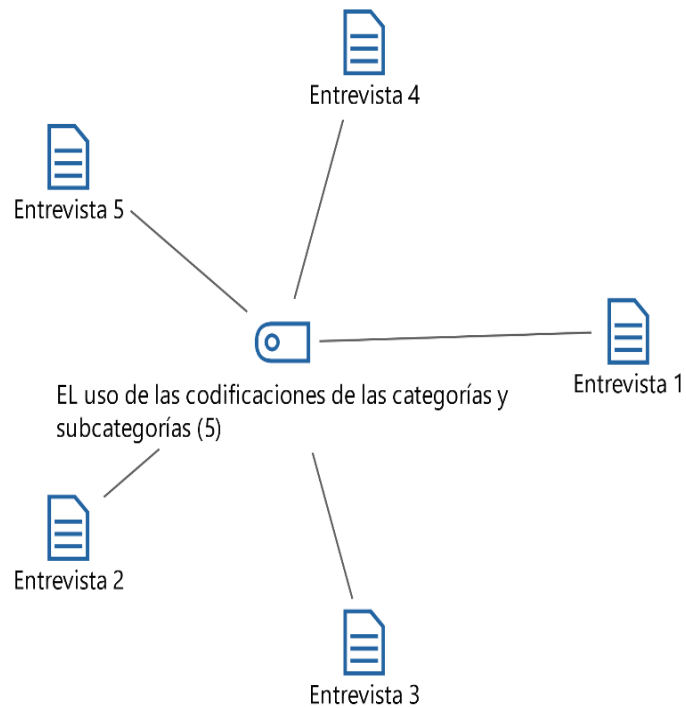 Entrevista 4
Entrevista 5
Entrevista 1
EL uso de las codificaciones de las categorías y
subcategorías (5)
Entrevista 2
Entrevista 3